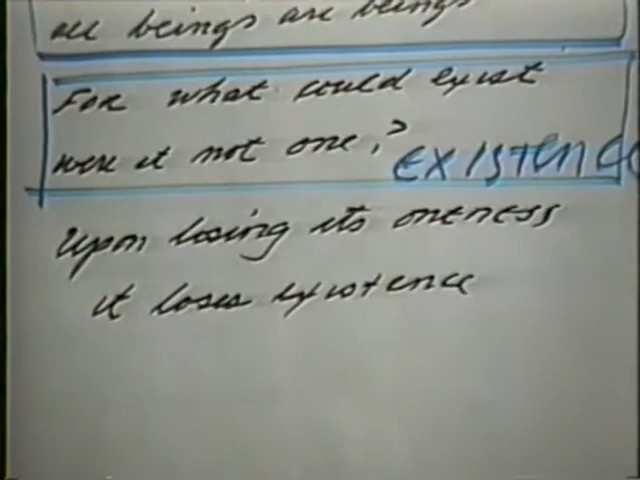 all beings are beings
For what could exist
were it not one?
existenc
Upon losing its oneness
it loses existence